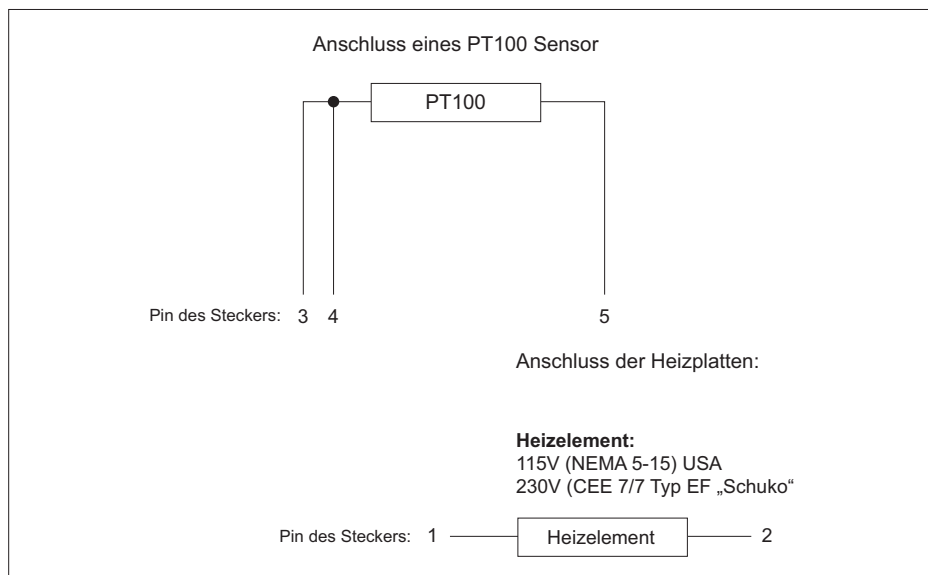 Anschluss eines PT100 Sensor
PT100
Pin des Steckers: 3 4 5
Anschluss der Heizplatten:
Heizelement:
115V (NEMA 5-15) USA
230V (CEE 7/7 Typ EF „Schuko“
Pin des Steckers: 1 Heizelement 2